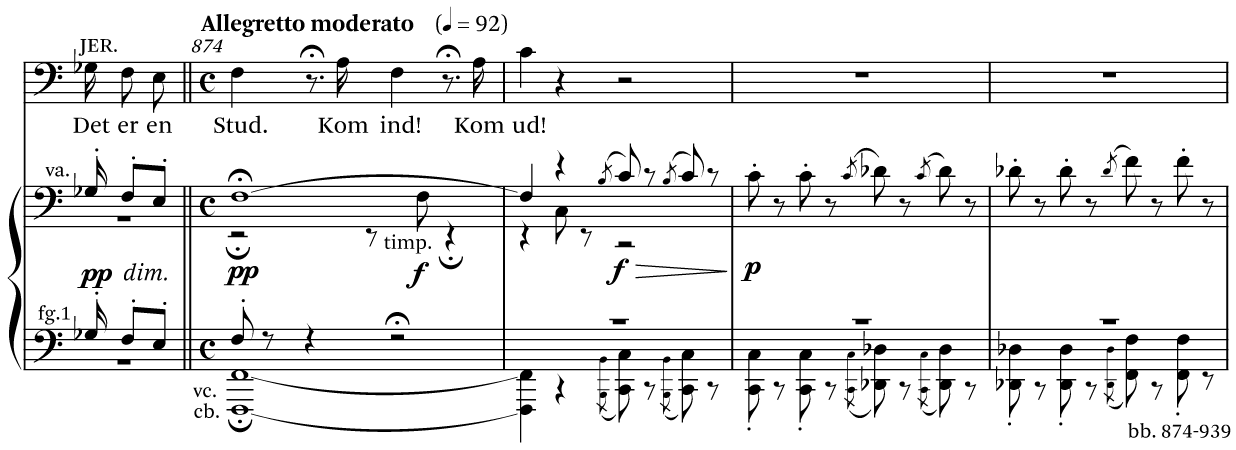 Allegretto moderato (♩ = 92)
JER. 874
Det er en Stud. Kom ind! Kom ud!
va.
timp.
pp dim. pp f f p
fg.1
vc.
cb.
bb. 874-939